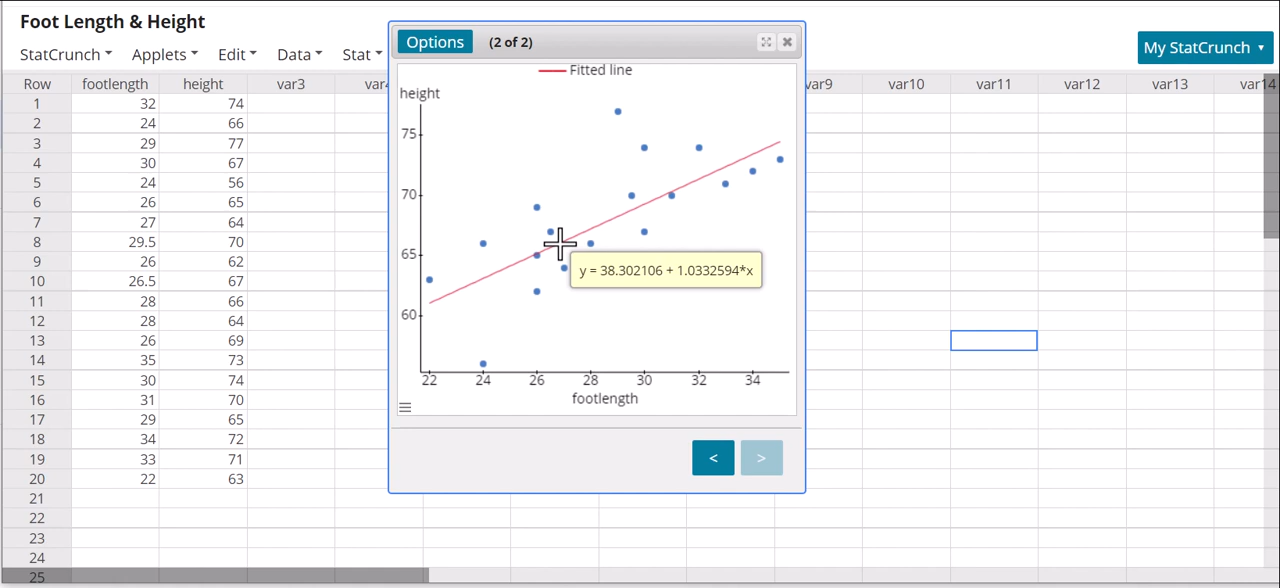 Foot Length & Height
StatCrunch Applets Edit Data Stat
My StatCrunch
Options (2 of 2)
Row footlength height var3 var4 var9 var10 var11 var12 var13 var14
1 32 74
2 24 66
3 29 77
4 30 67
5 24 56
6 26 65
7 27 64
8 29.5 70
9 26 62
10 26.5 67
11 28 66
12 28 64
13 26 69
14 35 73
15 30 74
16 31 70
17 29 65
18 34 72
19 33 71
20 22 63
21
22
23
24
25
Fitted line
height
75
70
65
60
y = 38.302106 + 1.0332594*x
22 24 26 28 30 32 34
footlength
< >